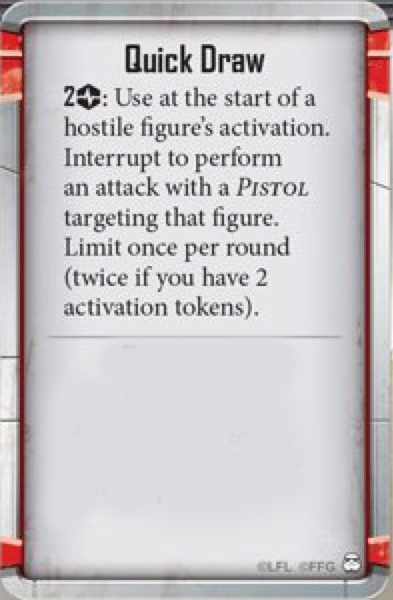 Quick Draw
2: Use at the start of a
hostile figure's activation.
Interrupt to perform
an attack with a PISTOL
targeting that figure.
Limit once per round
(twice if you have 2
activation tokens).
©LFL ©FFG